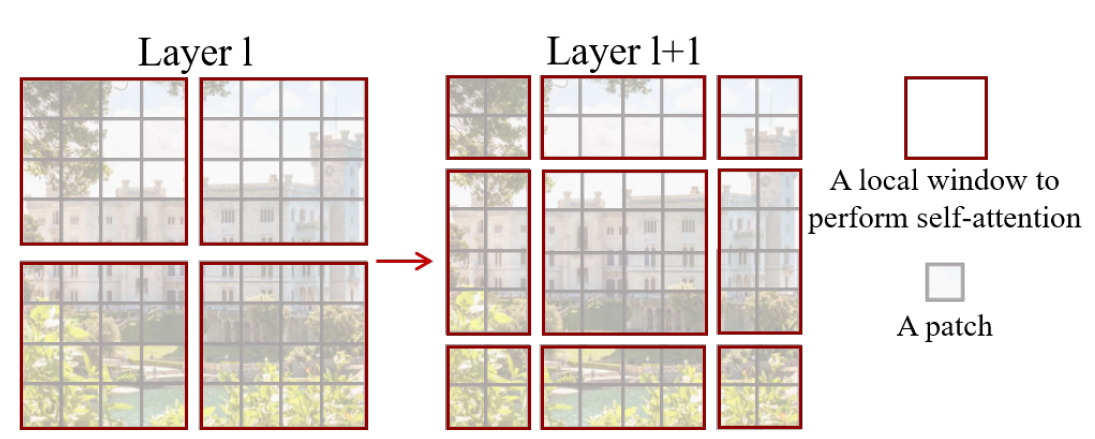 Layer l
Layer l+1
A local window to
perform self-attention
A patch